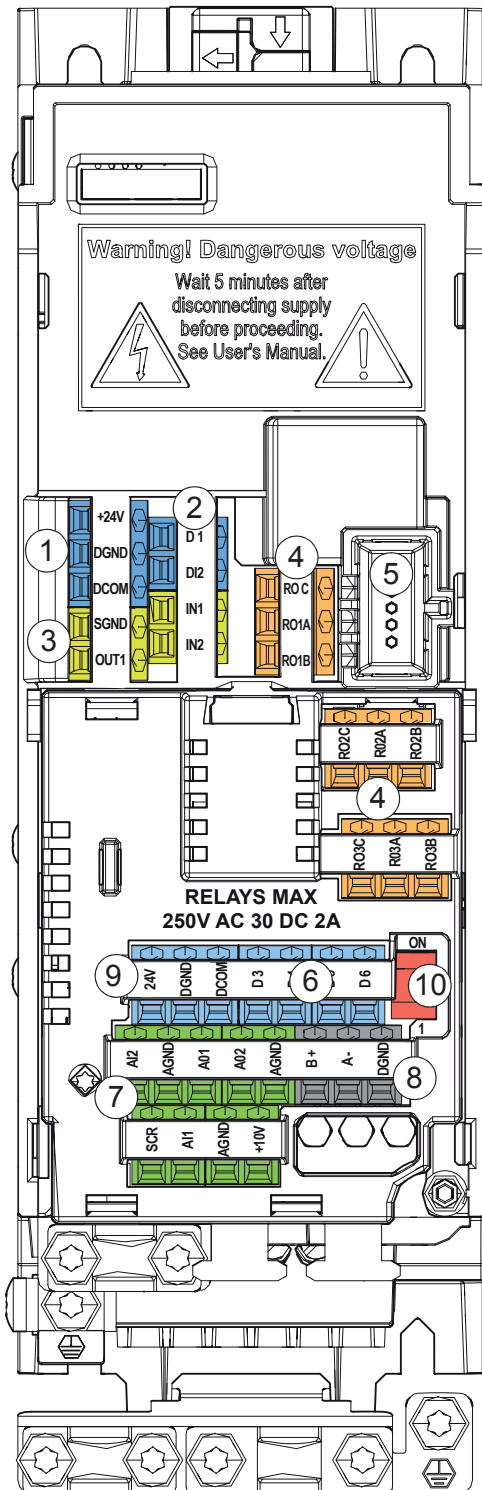 Warning! Dangerous voltage
Wait 5 minutes after
disconnecting supply
before proceeding.
See User's Manual.
1
+24V
DGND
DCOM
3
SGND
OUT1
2
D 1
DI2
IN1
IN2
4
RO C
RO1A
RO1B
5
RO2C
R02A
RO2B
4
RO3C
R03A
RO3B
RELAYS MAX
250V AC 30 DC 2A
9
24V
DGND
DCOM
D 3
6
D 6
ON
10
1
AI2
AGND
A01
A02
AGND
B+
A-
DGND
8
7
SCR
AI1
AGND
+10V